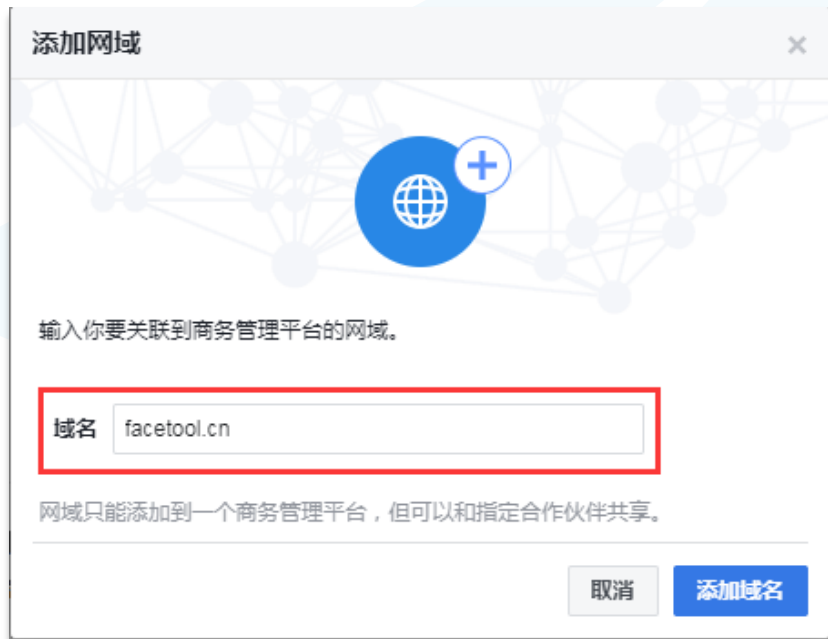 添加网域
输入你要关联到商务管理平台的网域。
域名 facetool.cn
网域只能添加到一个商务管理平台，但可以和指定合作伙伴共享。
取消 添加域名